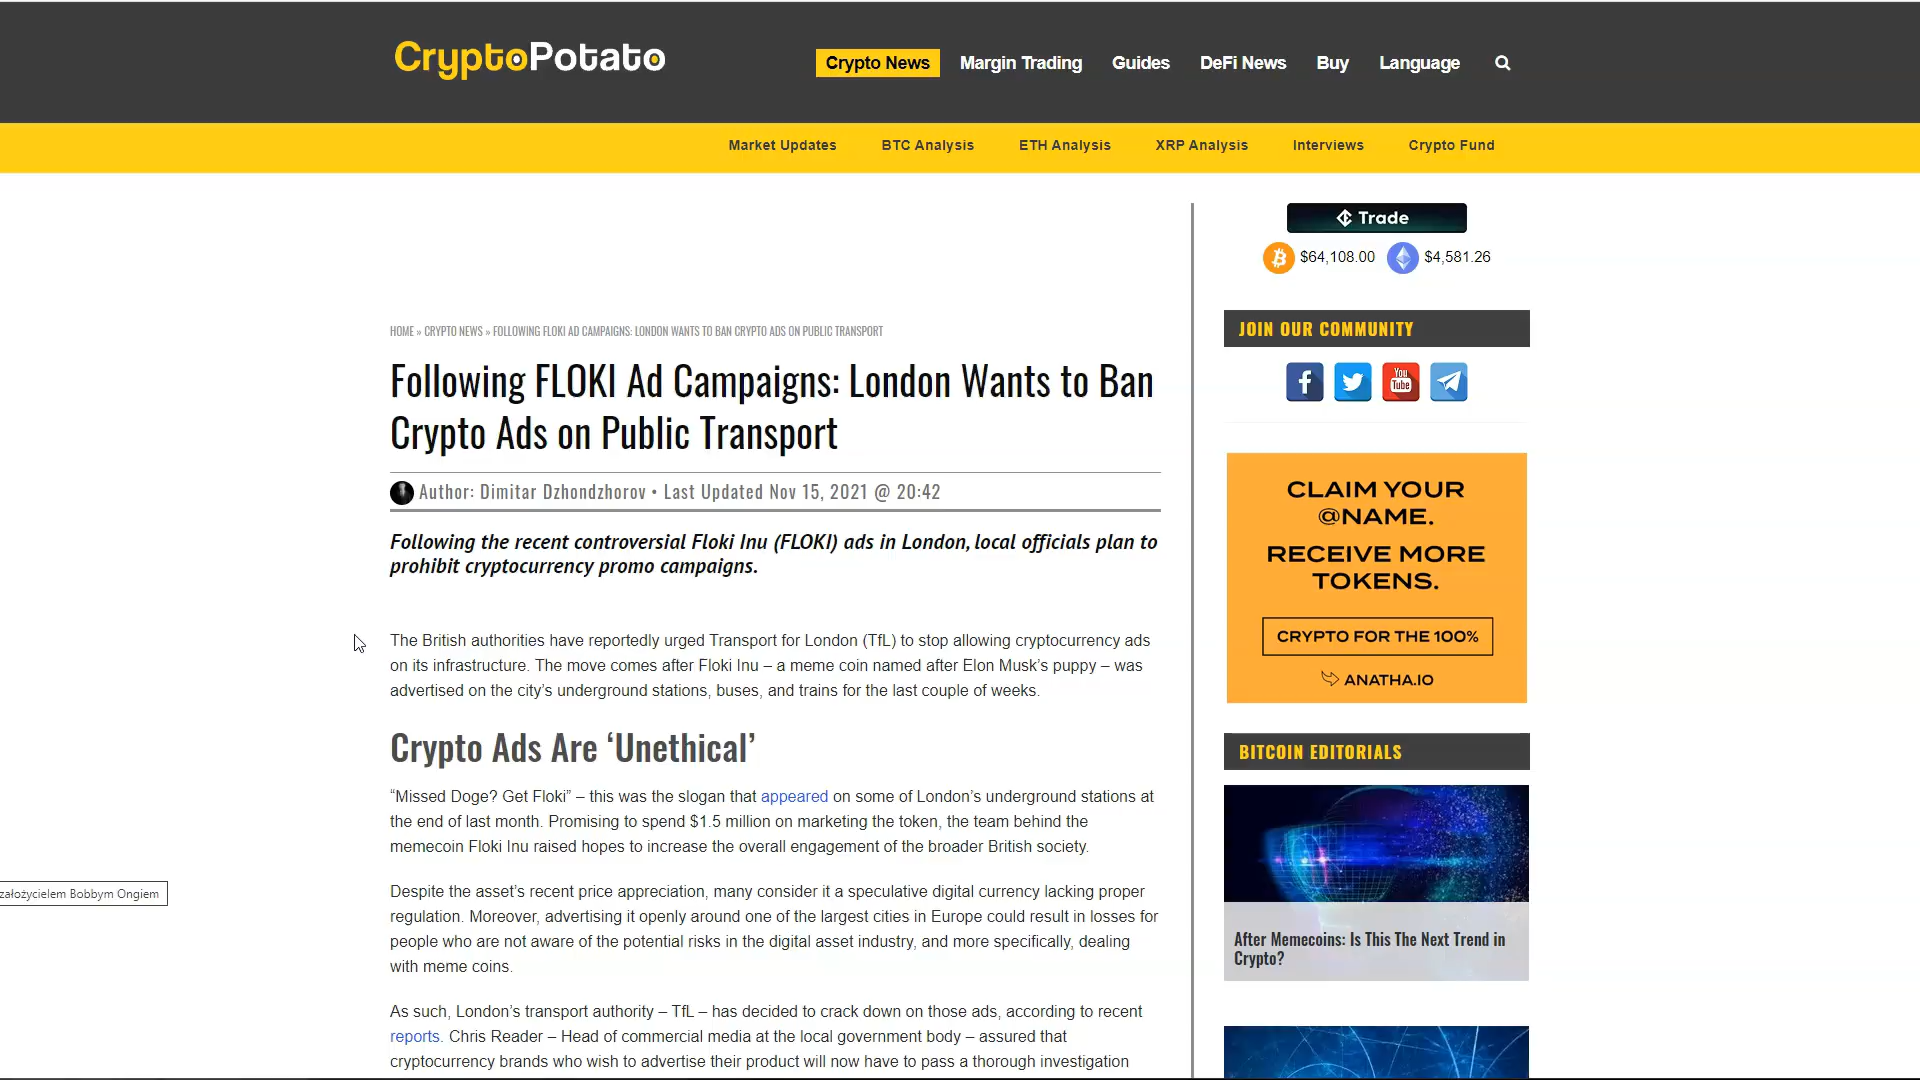 CryptoPotato
Crypto News Margin Trading Guides DeFi News Buy Language
Market Updates BTC Analysis ETH Analysis XRP Analysis Interviews Crypto Fund
Trade
$64,108.00 $4,581.26
HOME » CRYPTO NEWS » FOLLOWING FLOKI AD CAMPAIGNS: LONDON WANTS TO BAN CRYPTO ADS ON PUBLIC TRANSPORT
Following FLOKI Ad Campaigns: London Wants to Ban
Crypto Ads on Public Transport
Author: Dimitar Dzhondzhorov • Last Updated Nov 15, 2021 @ 20:42
Following the recent controversial Floki Inu (FLOKI) ads in London, local officials plan to
prohibit cryptocurrency promo campaigns.
The British authorities have reportedly urged Transport for London (TfL) to stop allowing cryptocurrency ads
on its infrastructure. The move comes after Floki Inu – a meme coin named after Elon Musk’s puppy – was
advertised on the city’s underground stations, buses, and trains for the last couple of weeks.
Crypto Ads Are ‘Unethical’
“Missed Doge? Get Floki” – this was the slogan that appeared on some of London’s underground stations at
the end of last month. Promising to spend $1.5 million on marketing the token, the team behind the
memecoin Floki Inu raised hopes to increase the overall engagement of the broader British society.
założycielem Bobbym Ongiem
Despite the asset’s recent price appreciation, many consider it a speculative digital currency lacking proper
regulation. Moreover, advertising it openly around one of the largest cities in Europe could result in losses for
people who are not aware of the potential risks in the digital asset industry, and more specifically, dealing
with meme coins.
As such, London’s transport authority – TfL – has decided to crack down on those ads, according to recent
reports. Chris Reader – Head of commercial media at the local government body – assured that
cryptocurrency brands who wish to advertise their product will now have to pass a thorough investigation
JOIN OUR COMMUNITY
You
Tube
CLAIM YOUR
@NAME.
RECEIVE MORE
TOKENS.
CRYPTO FOR THE 100%
ANATHA.IO
BITCOIN EDITORIALS
After Memecoins: Is This The Next Trend in
Crypto?